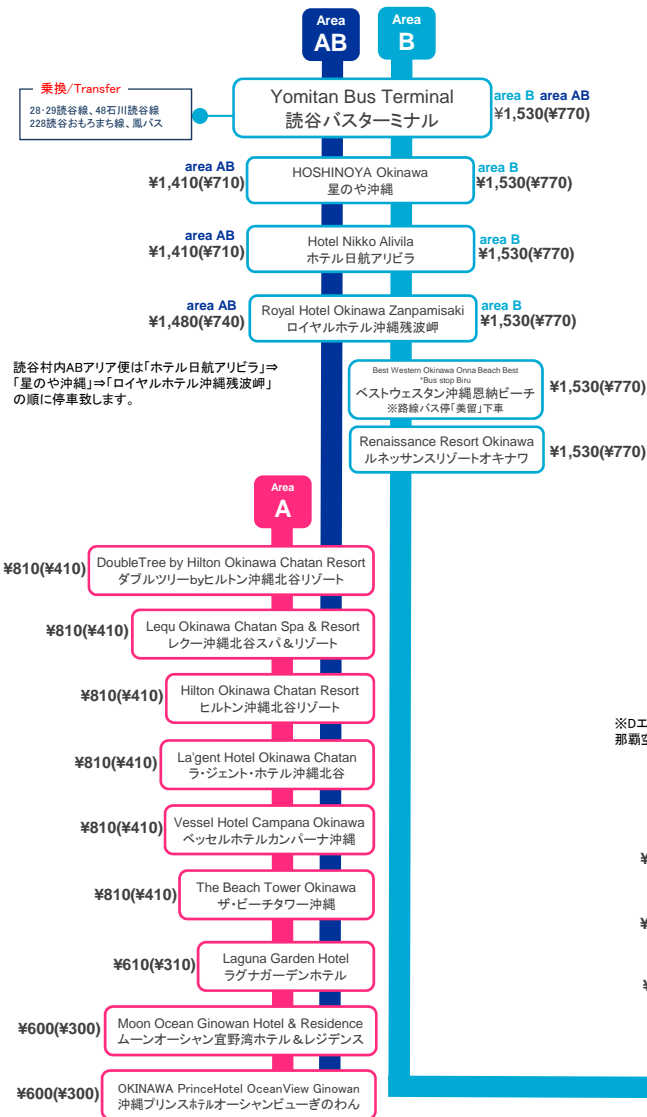 Area
AB
Area
B
乗換/Transfer
28・29読谷線、48石川読谷線
228読谷おもろまち線、鳳バス
Yomitan Bus Terminal
読谷バスターミナル
area B area AB
¥1,530(¥770)
area AB
¥1,410(¥710)
HOSHINOYA Okinawa
星のや沖縄
area B
¥1,530(¥770)
area AB
¥1,410(¥710)
Hotel Nikko Alivila
ホテル日航アリビラ
area B
¥1,530(¥770)
area AB
¥1,480(¥740)
Royal Hotel Okinawa Zanpamisaki
ロイヤルホテル沖縄残波岬
area B
¥1,530(¥770)
読谷村内ABアリア便は「ホテル日航アリビラ」⇒
「星のや沖縄」⇒「ロイヤルホテル沖縄残波岬」
の順に停車致します。
Best Western Okinawa Onna Beach Best
*Bus stop Biru
ベストウェスタン沖縄恩納ビーチ
※路線バス停「美留」下車
¥1,530(¥770)
Renaissance Resort Okinawa
ルネッサンスリゾートオキナワ
¥1,530(¥770)
Area
A
¥810(¥410)
DoubleTree by Hilton Okinawa Chatan Resort
ダブルツリーbyヒルトン沖縄北谷リゾート
¥810(¥410)
Lequ Okinawa Chatan Spa & Resort
レクー沖縄北谷スパ&リゾート
¥810(¥410)
Hilton Okinawa Chatan Resort
ヒルトン沖縄北谷リゾート
※Dエ
那覇空
¥810(¥410)
La'gent Hotel Okinawa Chatan
ラ・ジェント・ホテル沖縄北谷
¥810(¥410)
Vessel Hotel Campana Okinawa
ベッセルホテルカンパーナ沖縄
¥
¥810(¥410)
The Beach Tower Okinawa
ザ・ビーチタワー沖縄
¥
¥610(¥310)
Laguna Garden Hotel
ラグナガーデンホテル
¥
¥600(¥300)
Moon Ocean Ginowan Hotel & Residence
ムーンオーシャン宜野湾ホテル&レジデンス
¥600(¥300)
OKINAWA PrinceHotel OceanView Ginowan
沖縄プリンスホテルオーシャンビューぎのわん